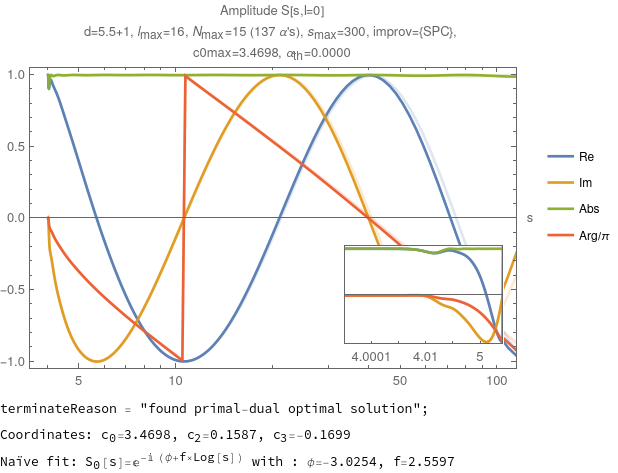 Amplitude S[s,l=0]
d=5.5+1, lmax=16, Nmax=15 (137 α's), smax=300, improv={SPC},
c0max=3.4698, αth=0.0000
1.0
0.5
0.0
-0.5
-1.0
s
Re
Im
Abs
Arg/π
4.0001 4.01 5
5 10 50 100
terminateReason = "found primal-dual optimal solution";
Coordinates: c0=3.4698, c2=0.1587, c3=-0.1699
Naïve fit: S0[s]=e-i (ϕ+f×Log[s]) with : ϕ=-3.0254, f=2.5597